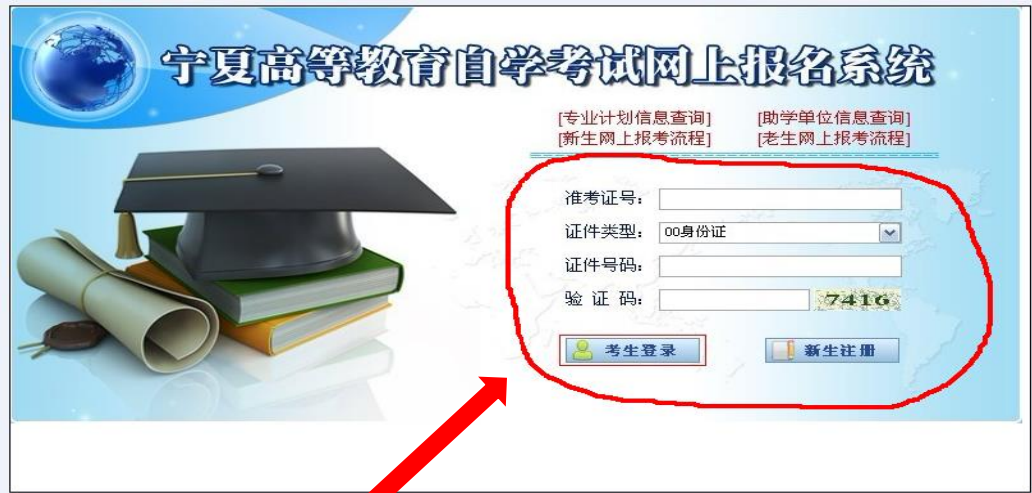 宁夏高等教育自学考试网上报名系统
[专业计划信息查询] [助学单位信息查询]
[新生网上报考流程] [老生网上报考流程]
准考证号：
证件类型： 00身份证
证件号码：
验 证 码： 7416
考生登录 新生注册